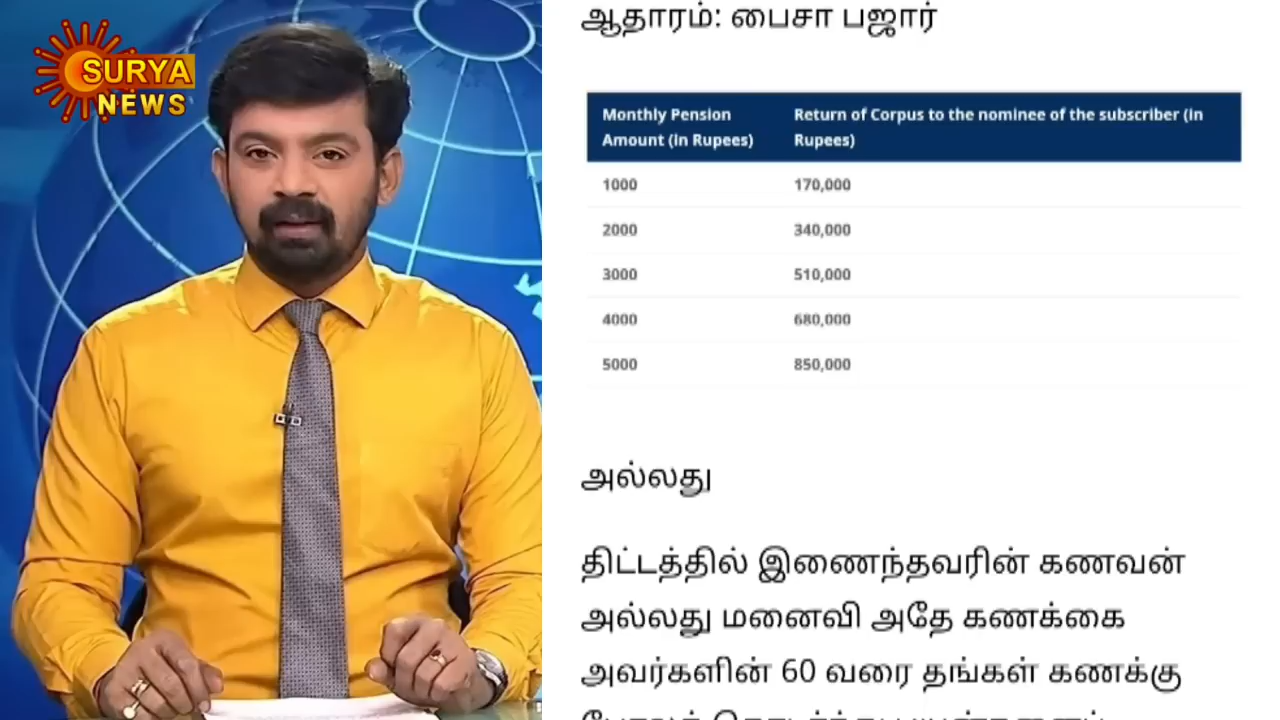 SURYA
NEWS
ஆதாரம்: பைசா பஜார்
Monthly Pension Amount (In Rupees)
Return of Corpus to the nominee of the subscriber (In Rupees)
1000 170,000
2000 340,000
3000 510,000
4000 680,000
5000 850,000
அல்லது
திட்டத்தில் இணைந்தவரின் கணவன்
அல்லது மனைவி அதே கணக்கை
அவர்களின் 60 வரை தங்கள் கணக்கு